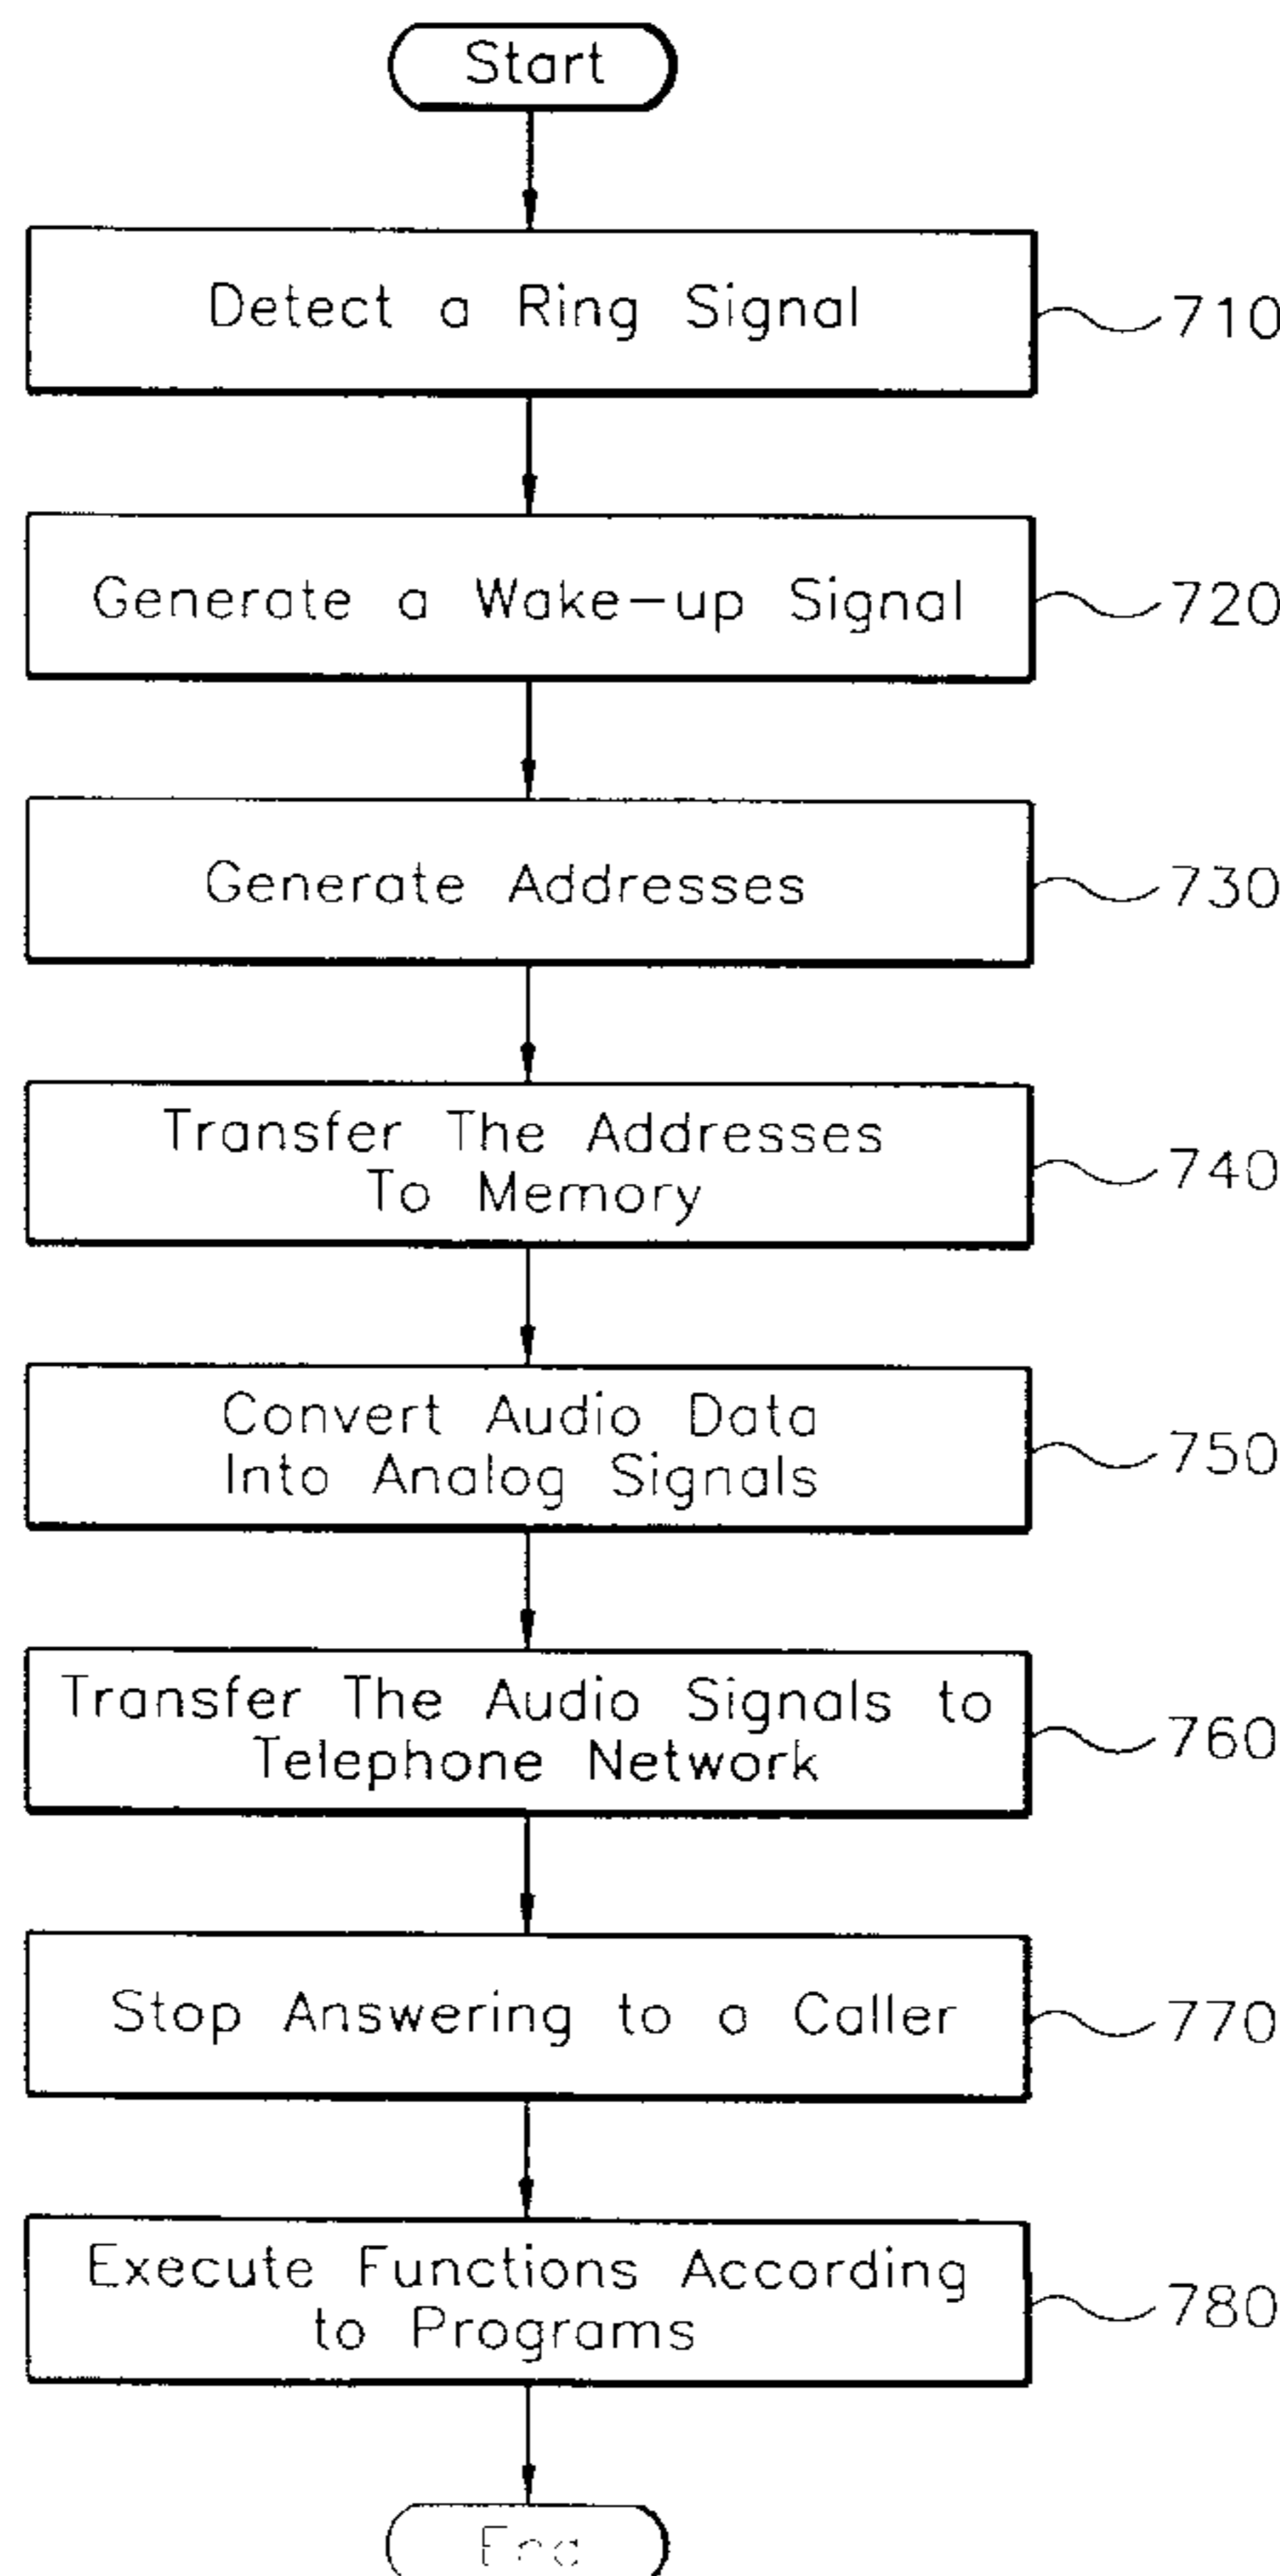 Start
Detect a Ring Signal
710
Generate a Wake-up Signal
720
Generate Addresses
730
Transfer The Addresses
To Memory
740
Convert Audio Data
Into Analog Signals
750
Transfer The Audio Signals to
Telephone Network
760
Stop Answering to a Caller
770
Execute Functions According
to Programs
780
End